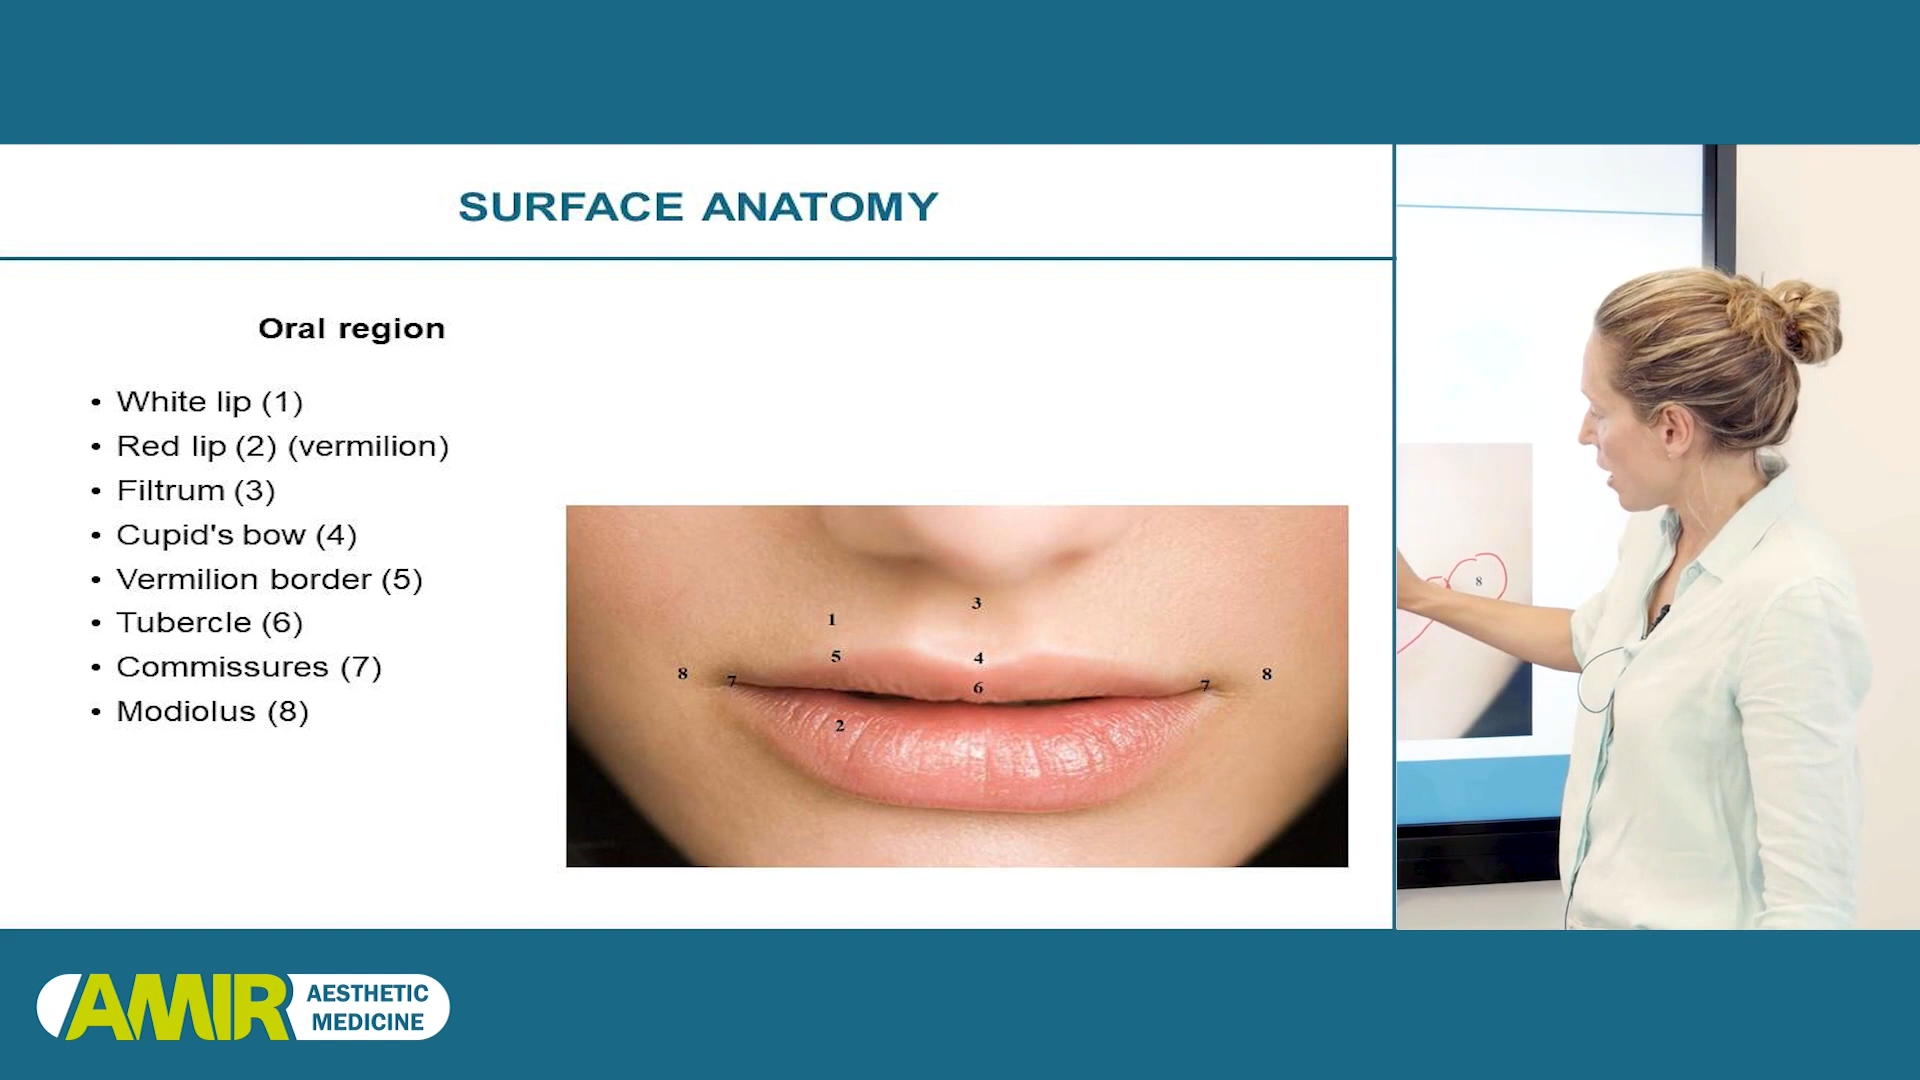 SURFACE ANATOMY
Oral region
• White lip (1)
• Red lip (2) (vermilion)
• Filtrum (3)
• Cupid's bow (4)
• Vermilion border (5)
• Tubercle (6)
• Commissures (7)
• Modiolus (8)
3
1
5 4
8 7 6 7 8
2
8
AMIR AESTHETIC
MEDICINE